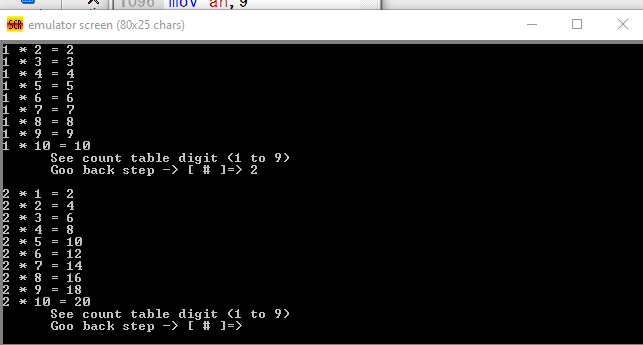 1096 mov ah,9
SCR emulator screen (80x25 chars)
1 * 2 = 2
1 * 3 = 3
1 * 4 = 4
1 * 5 = 5
1 * 6 = 6
1 * 7 = 7
1 * 8 = 8
1 * 9 = 9
1 * 10 = 10
See count table digit (1 to 9)
Goo back step -> [ # ]=> 2
2 * 1 = 2
2 * 2 = 4
2 * 3 = 6
2 * 4 = 8
2 * 5 = 10
2 * 6 = 12
2 * 7 = 14
2 * 8 = 16
2 * 9 = 18
2 * 10 = 20
See count table digit (1 to 9)
Goo back step -> [ # ]=>